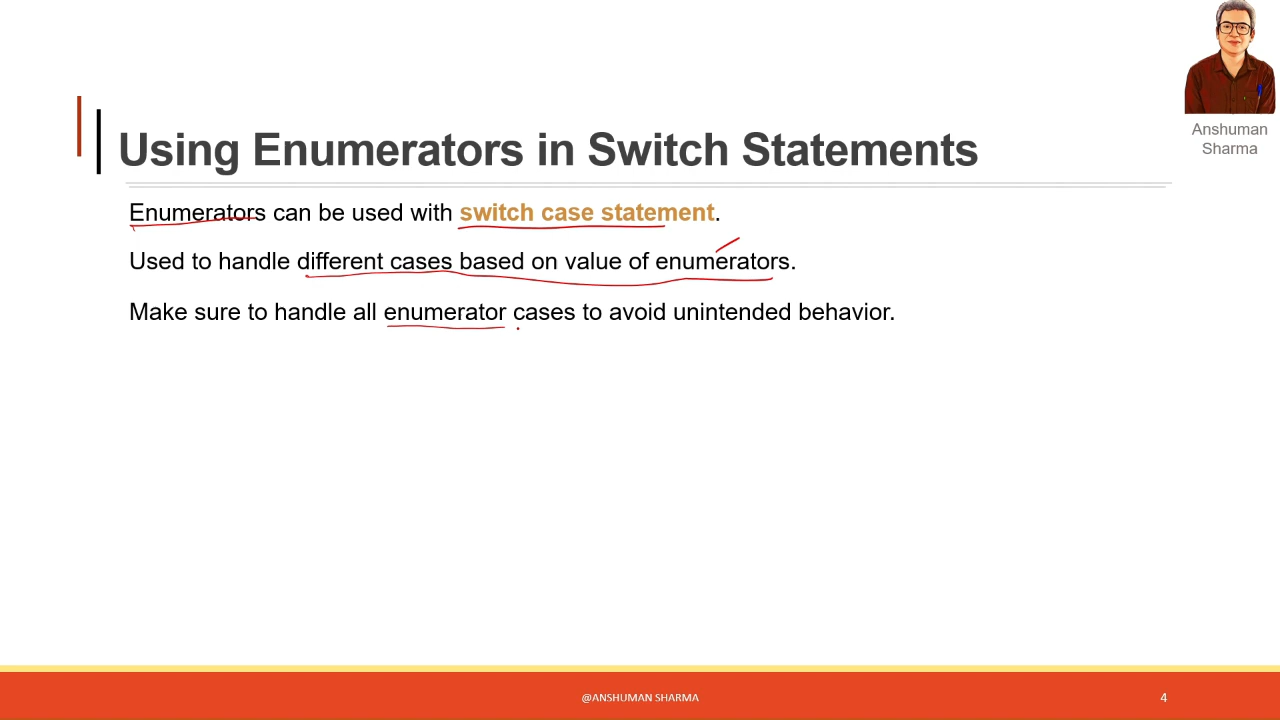 Anshuman
Sharma
Using Enumerators in Switch Statements
Enumerators can be used with switch case statement.
Used to handle different cases based on value of enumerators.
Make sure to handle all enumerator cases to avoid unintended behavior.
@ANSHUMAN SHARMA
4